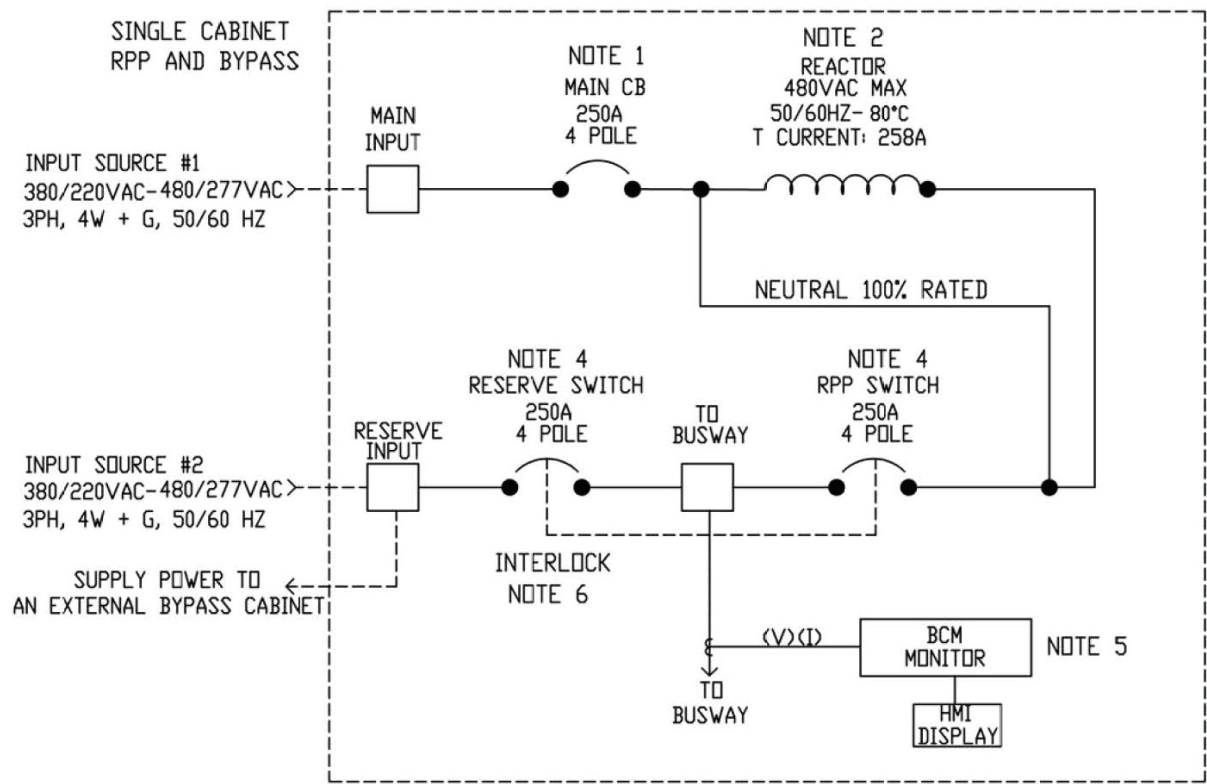 SINGLE CABINET
RPP AND BYPASS
NOTE 1
MAIN CB
250A
4 POLE
NOTE 2
REACTOR
480VAC MAX
50/60HZ- 80°C
T CURRENT: 258A
MAIN
INPUT
INPUT SOURCE #1
380/220VAC-480/277VAC>
3PH, 4W + G, 50/60 HZ
NEUTRAL 100% RATED
NOTE 4
RESERVE SWITCH
250A
4 POLE
TO
BUSWAY
NOTE 4
RPP SWITCH
250A
4 POLE
RESERVE
INPUT
INPUT SOURCE #2
380/220VAC-480/277VAC>
3PH, 4W + G, 50/60 HZ
SUPPLY POWER TO
AN EXTERNAL BYPASS CABINET
INTERLOCK
NOTE 6
(V)(I)
BCM
MONITOR
NOTE 5
TO
BUSWAY
HMI
DISPLAY